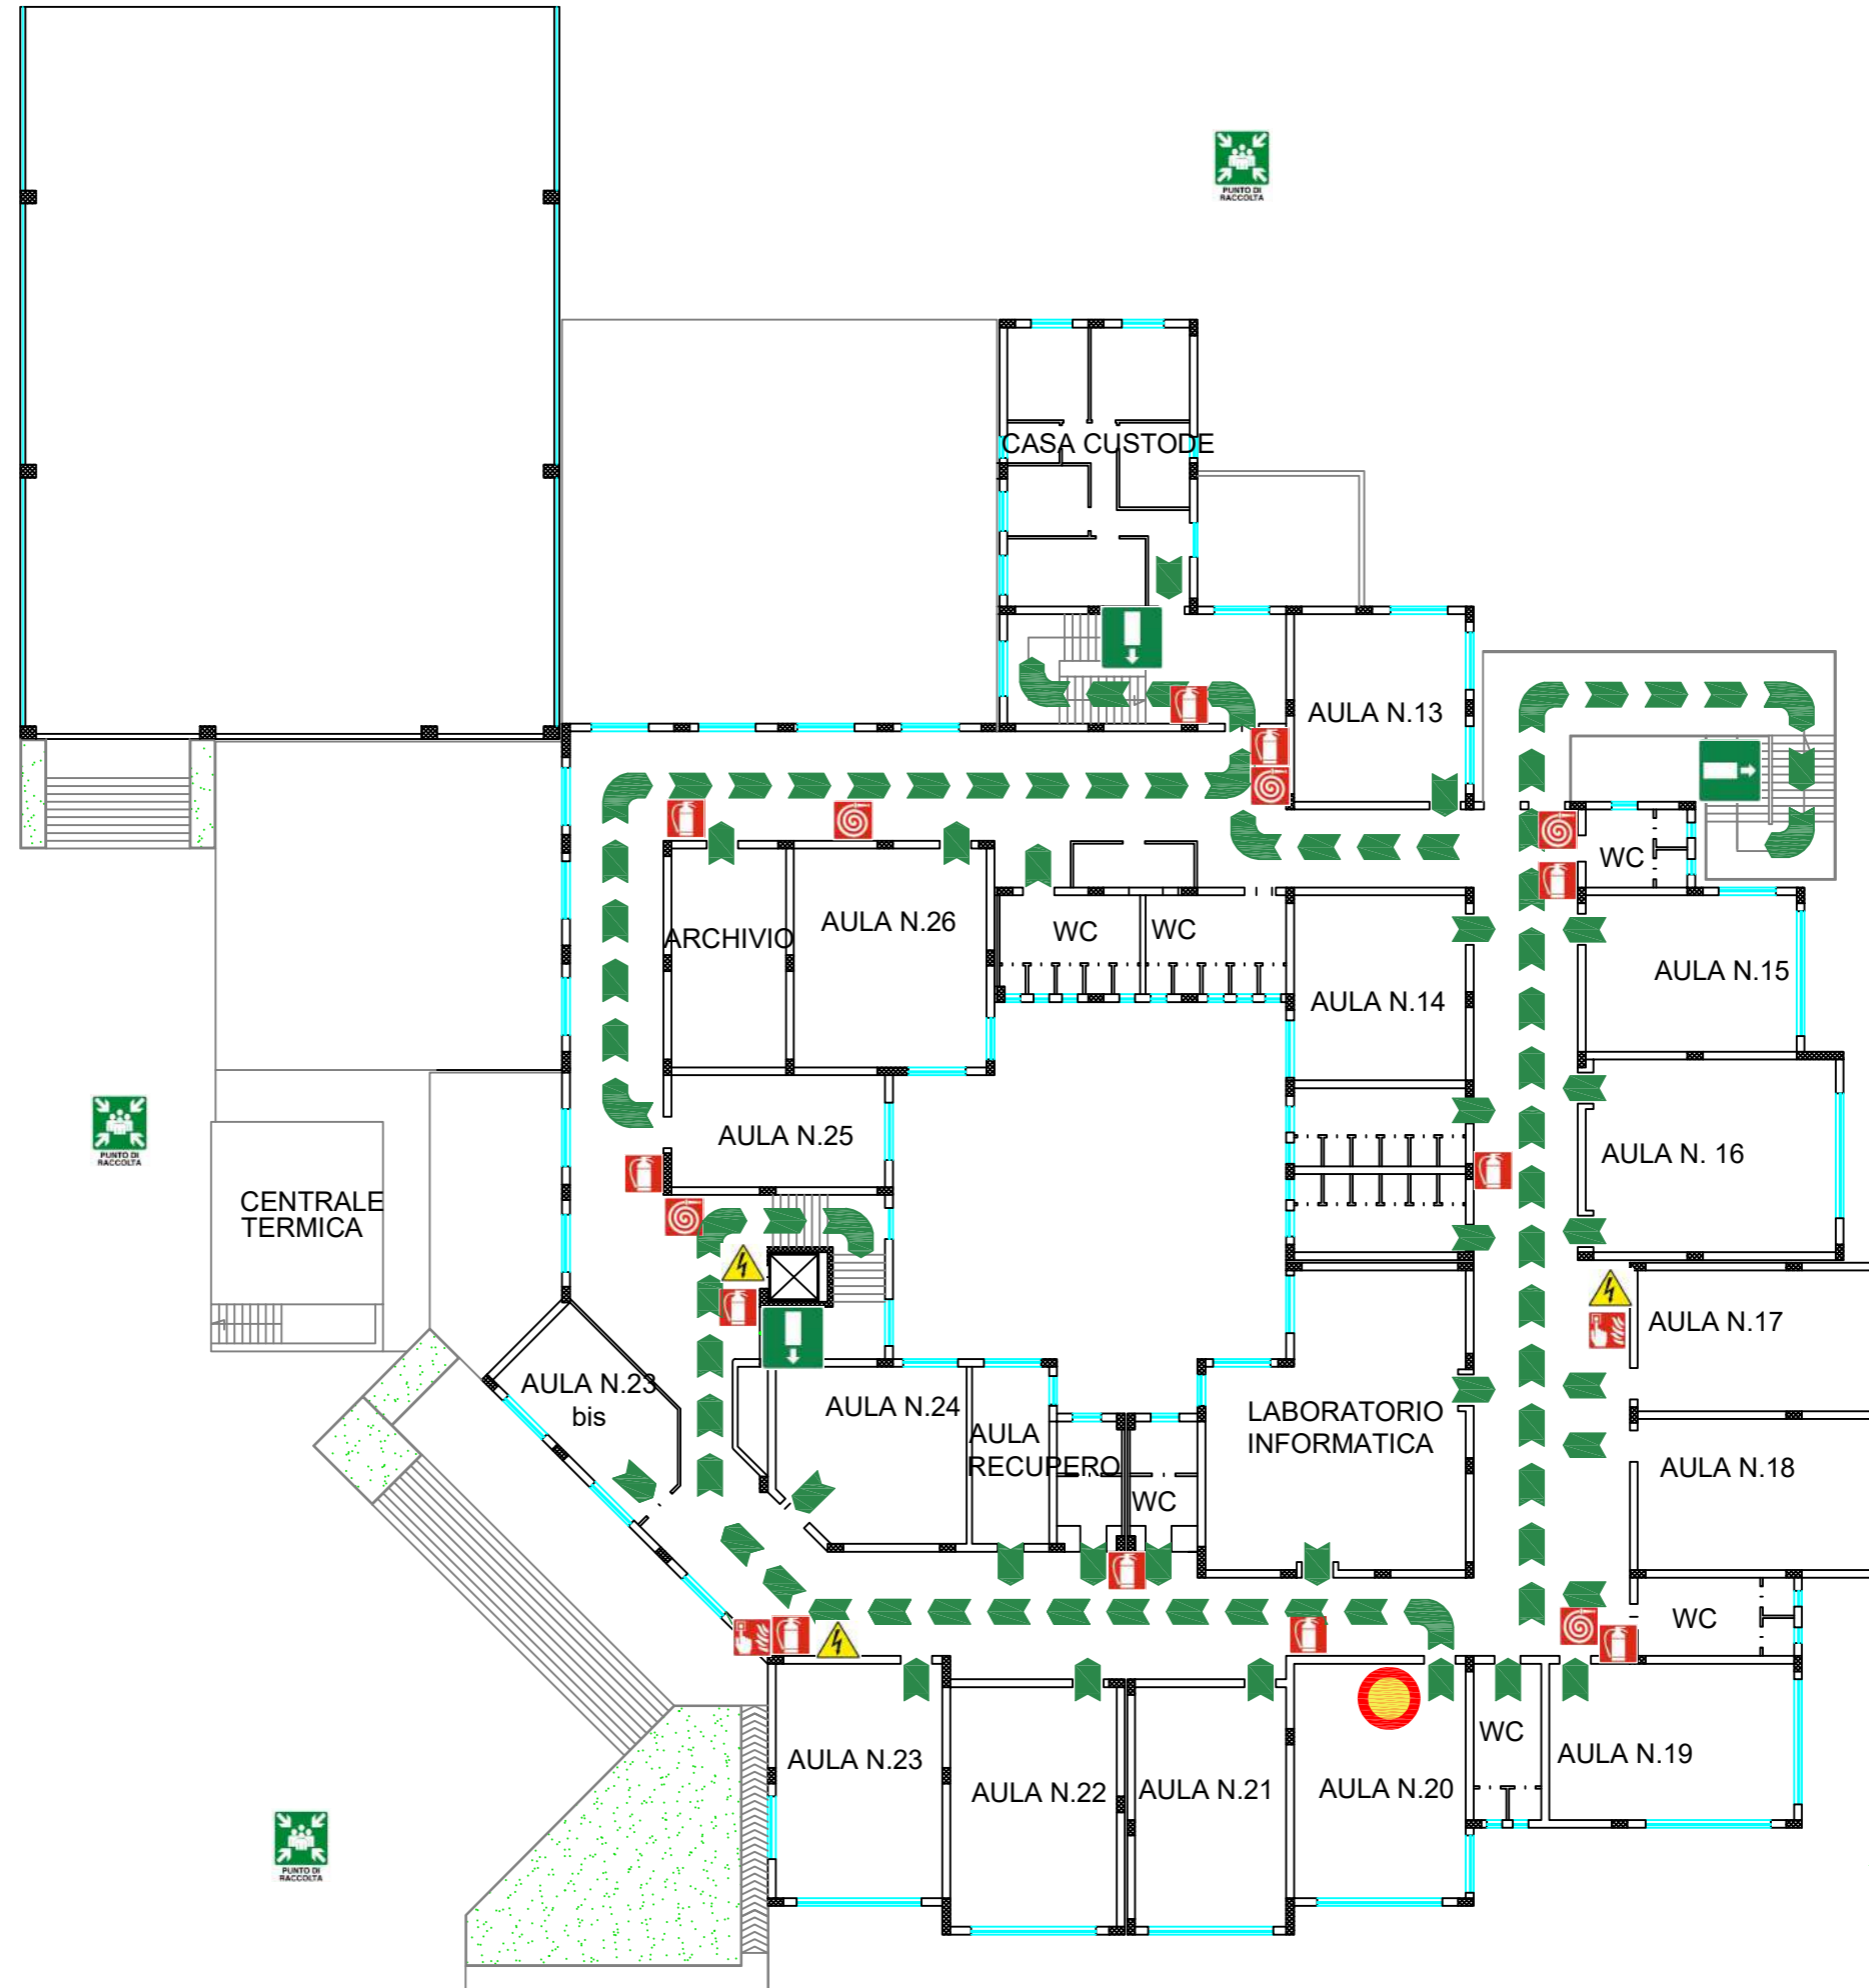 PUNTO DI
RACCOLTA
CASA CUSTODE
AULA N.13
WC
AULA N.26
ARCHIVIO
WC
WC
AULA N.15
AULA N.14
AULA N.25
AULA N. 16
PUNTO DI
RACCOLTA
CENTRALE
TERMICA
AULA N.17
AULA N.23
bis
AULA N.24
AULA
RECUPERO
LABORATORIO
INFORMATICA
AULA N.18
WC
WC
AULA N.23
AULA N.22
AULA N.21
AULA N.20
WC
AULA N.19
PUNTO DI
RACCOLTA